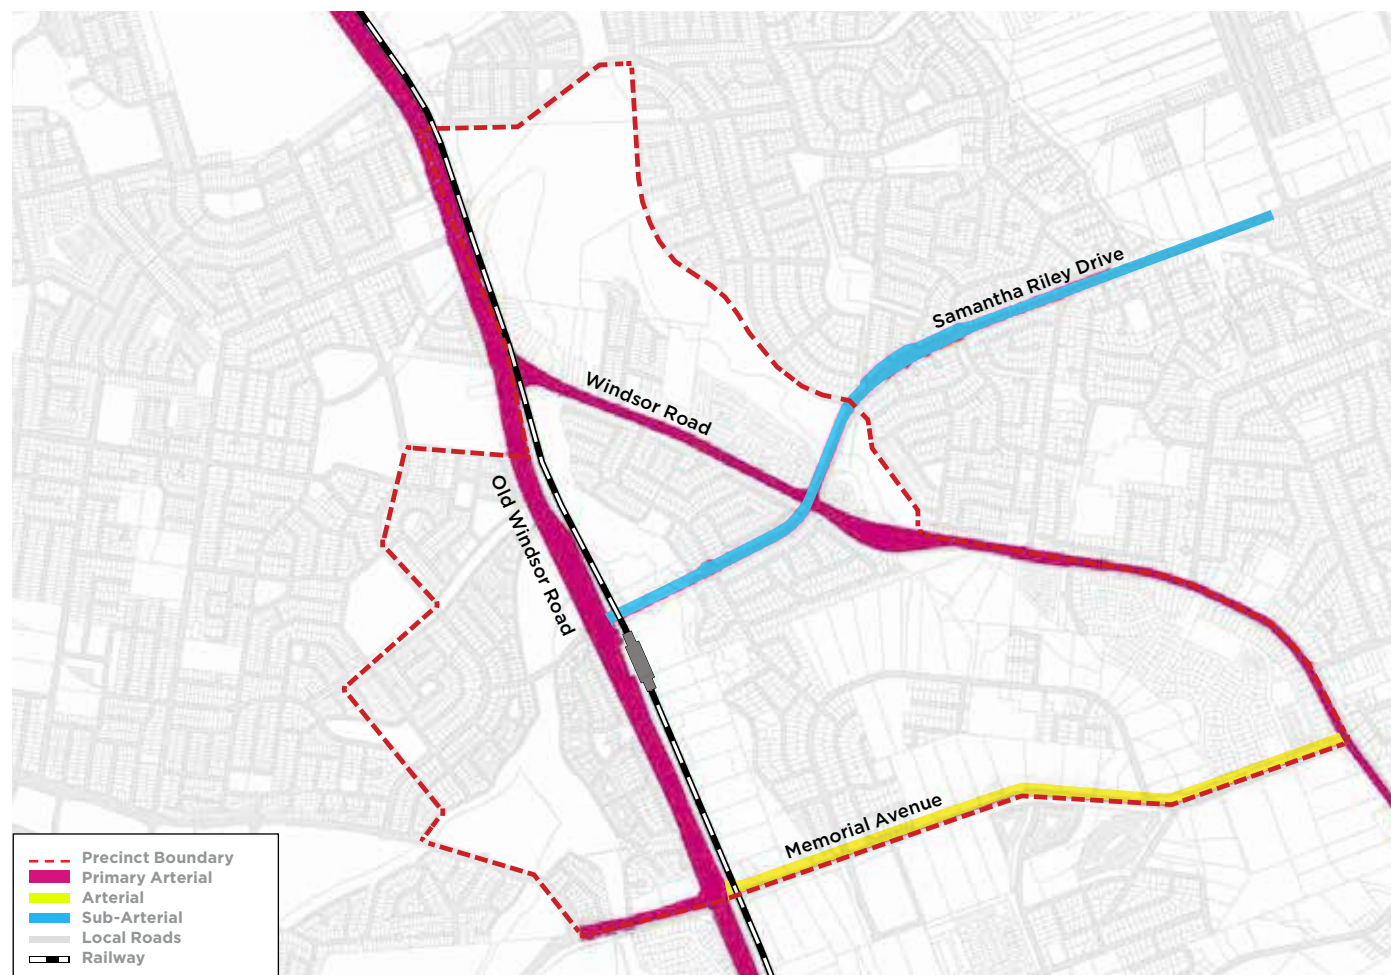 Samantha Riley Drive
Windsor Road
Old Windsor Road
Memorial Avenue
Precinct Boundary
Primary Arterial
Arterial
Sub-Arterial
Local Roads
Railway